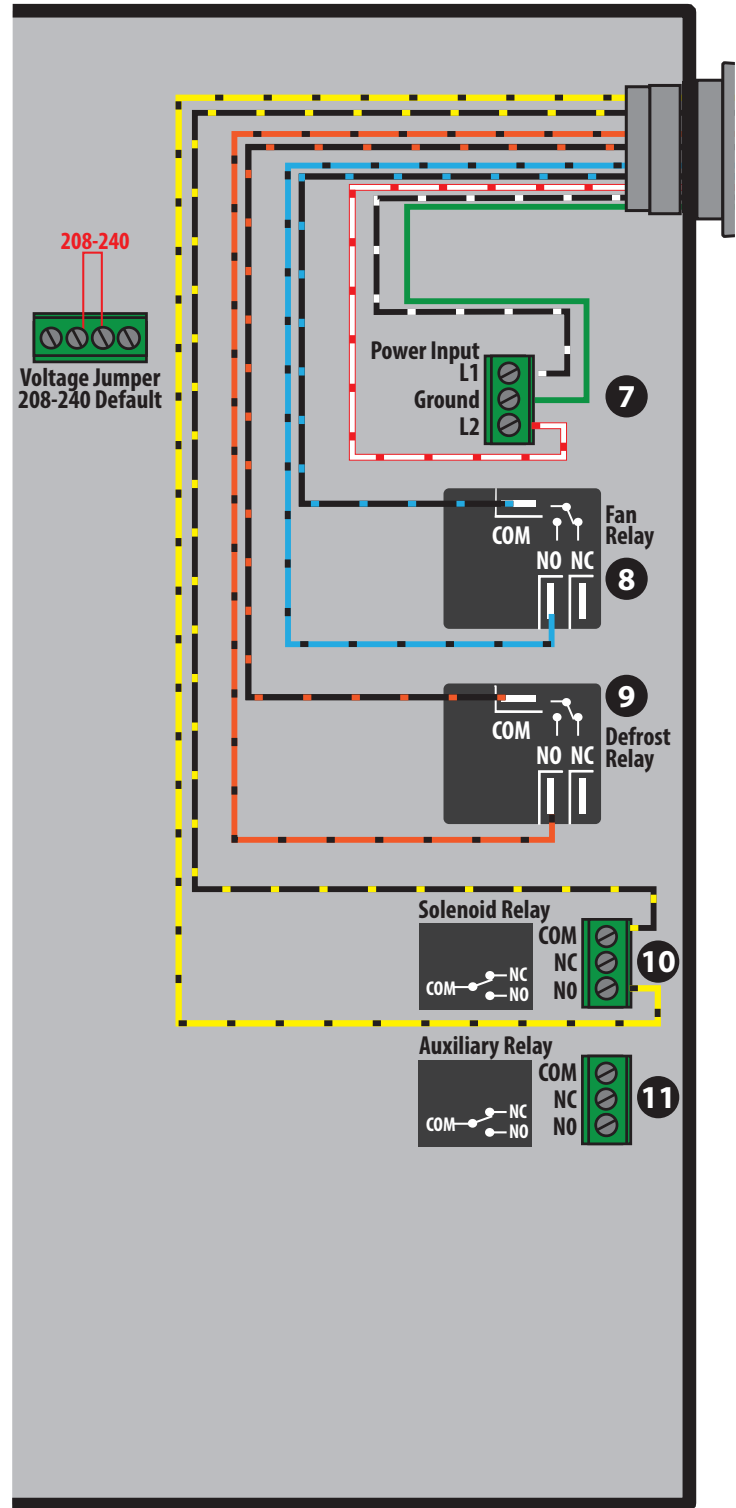 208-240
Voltage Jumper
208-240 Default
Power Input
L1
Ground
L2
7
COM
NO NC
Fan
Relay
8
COM
NO NC
9
Defrost
Relay
Solenoid Relay
COM
NC
NO
COM
NC
NO
10
Auxiliary Relay
COM
NC
NO
COM
NC
NO
11